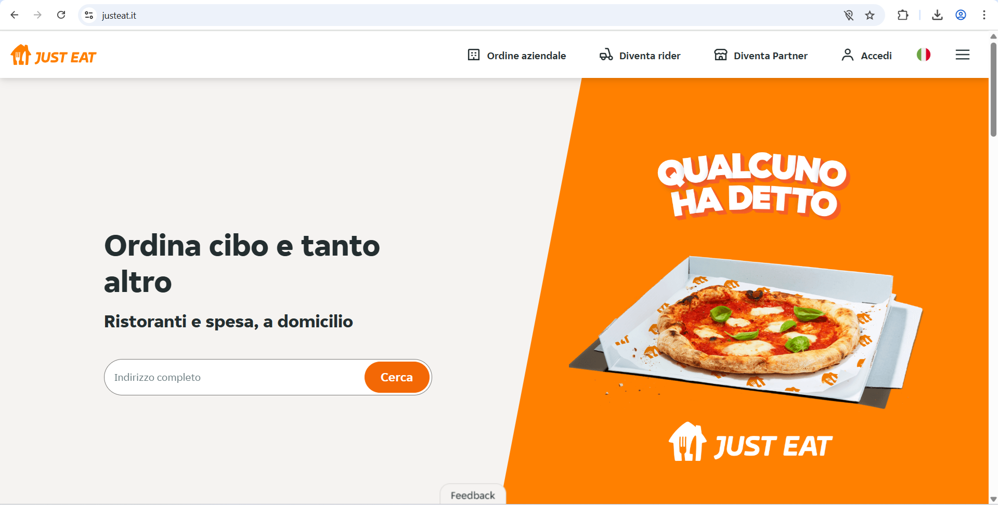 justeat.it
JUST EAT
Ordine aziendale
Diventa rider
Diventa Partner
Accedi
Ordina cibo e tanto
altro
Ristoranti e spesa, a domicilio
Indirizzo completo
Cerca
QUALCUNO
HA DETTO
JUST EAT
Feedback